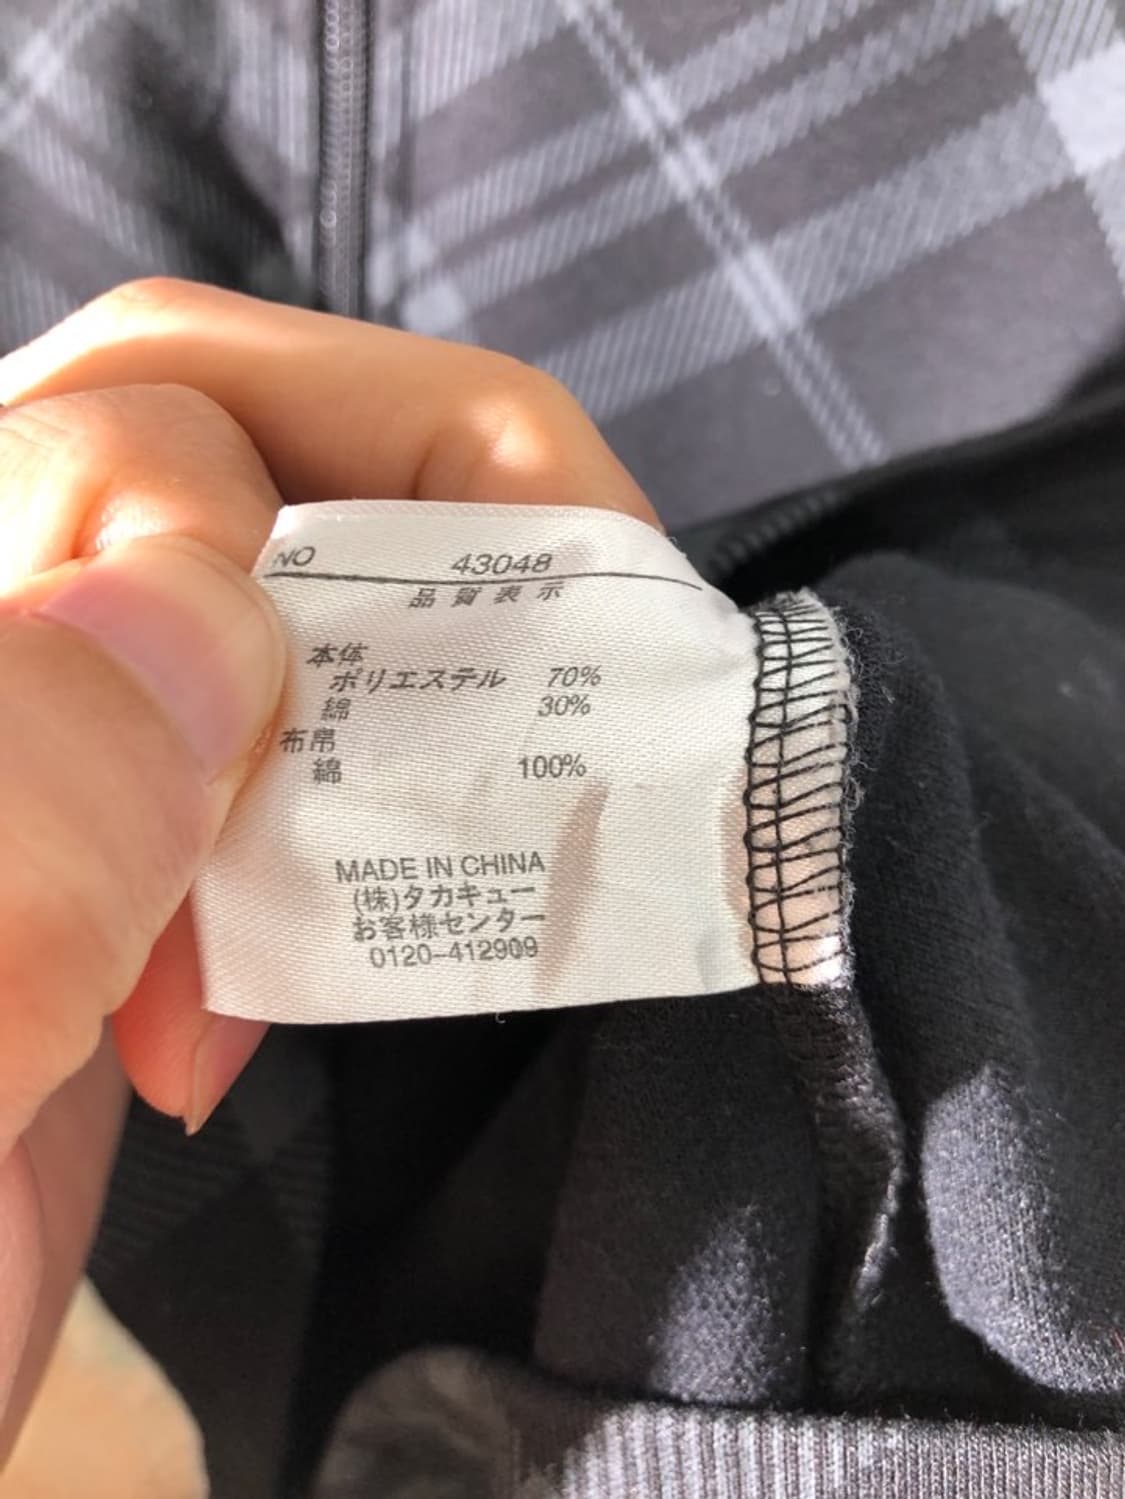 NO 43048
品質表示
本体
ポリエステル 70%
綿 30%
布帛
綿 100%
MADE IN CHINA
(株)タカキュー
お客様センター
0120-412909